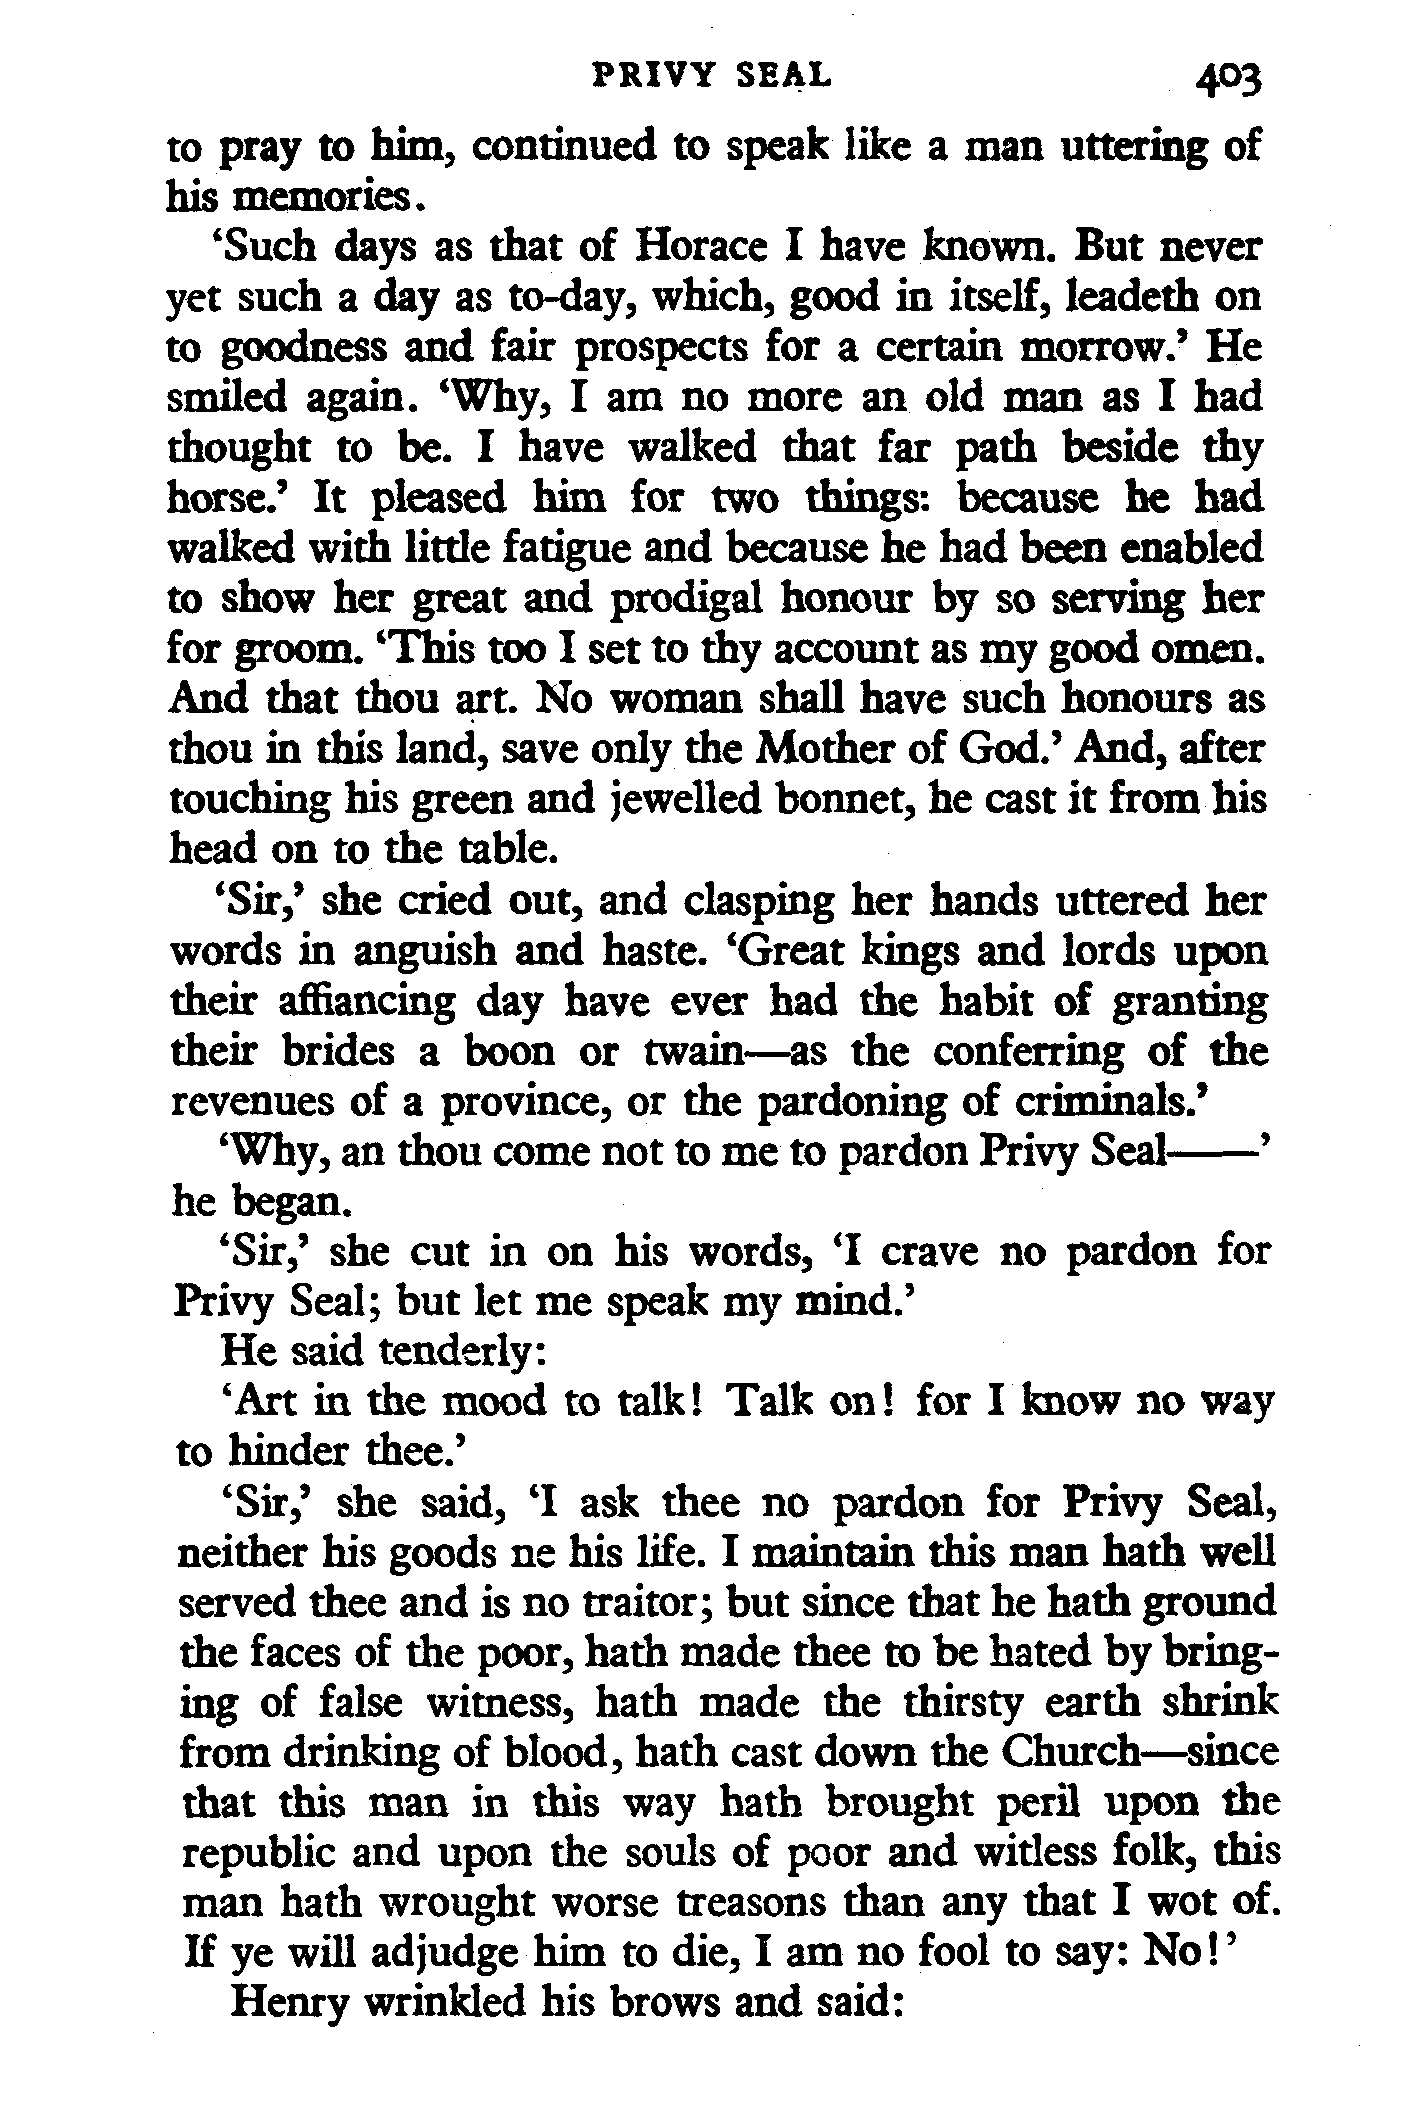 PRIVY SEAL 403
to pray to him, continued to speak like a man uttering of
his memories.
‘Such days as that of Horace I have known. But never
yet such a day as to-day, which, good in itself, leadeth on
to goodness and fair prospects for a certain morrow.’ He
smiled again. ‘Why, I am no more an old man as I had
thought to be. I have walked that far path beside thy
horse.’ It pleased him for two things: because he had
walked with little fatigue and because he had been enabled
to show her great and prodigal honour by so serving her
for groom. ‘This too I set to thy account as my good omen.
And that thou art. No woman shall have such honours as
thou in this land, save only the Mother of God.’ And, after
touching his green and jewelled bonnet, he cast it from his
head on to the table.
‘Sir,’ she cried out, and clasping her hands uttered her
words in anguish and haste. ‘Great kings and lords upon
their affiancing day have ever had the habit of granting
their brides a boon or twain—as the conferring of the
revenues of a province, or the pardoning of criminals.’
‘Why, an thou come not to me to pardon Privy Seal——’
he began.
‘Sir,’ she cut in on his words, ‘I crave no pardon for
Privy Seal; but let me speak my mind.’
He said tenderly:
‘Art in the mood to talk! Talk on! for I know no way
to hinder thee.’
‘Sir,’ she said, ‘I ask thee no pardon for Privy Seal,
neither his goods ne his life. I maintain this man hath well
served thee and is no traitor; but since that he hath ground
the faces of the poor, hath made thee to be hated by bring-
ing of false witness, hath made the thirsty earth shrink
from drinking of blood, hath cast down the Church—since
that this man in this way hath brought peril upon the
republic and upon the souls of poor and witless folk, this
man hath wrought worse treasons than any that I wot of.
If ye will adjudge him to die, I am no fool to say: No!’
Henry wrinkled his brows and said: